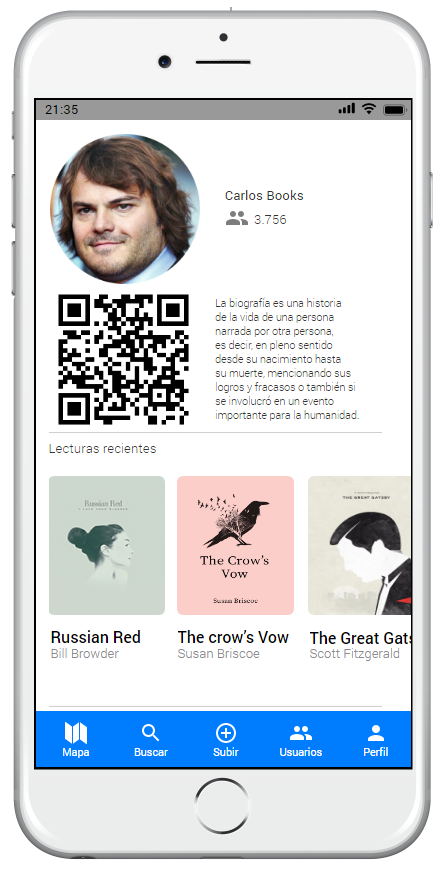 21:35
Carlos Books
3.756
La biografía es una historia
de la vida de una persona
narrada por otra persona,
es decir, en pleno sentido
desde su nacimiento hasta
su muerte, mencionando sus
logros y fracasos o también si
se involucró en un evento
importante para la humanidad.
Lecturas recientes
Russian Red
The Crow's
Vow
Susan Briscoe
THE GREAT GATSBY
Russian Red
Bill Browder
The crow's Vow
Susan Briscoe
The Great Gats
Scott Fitzgerald
Mapa
Buscar
Subir
Usuarios
Perfil